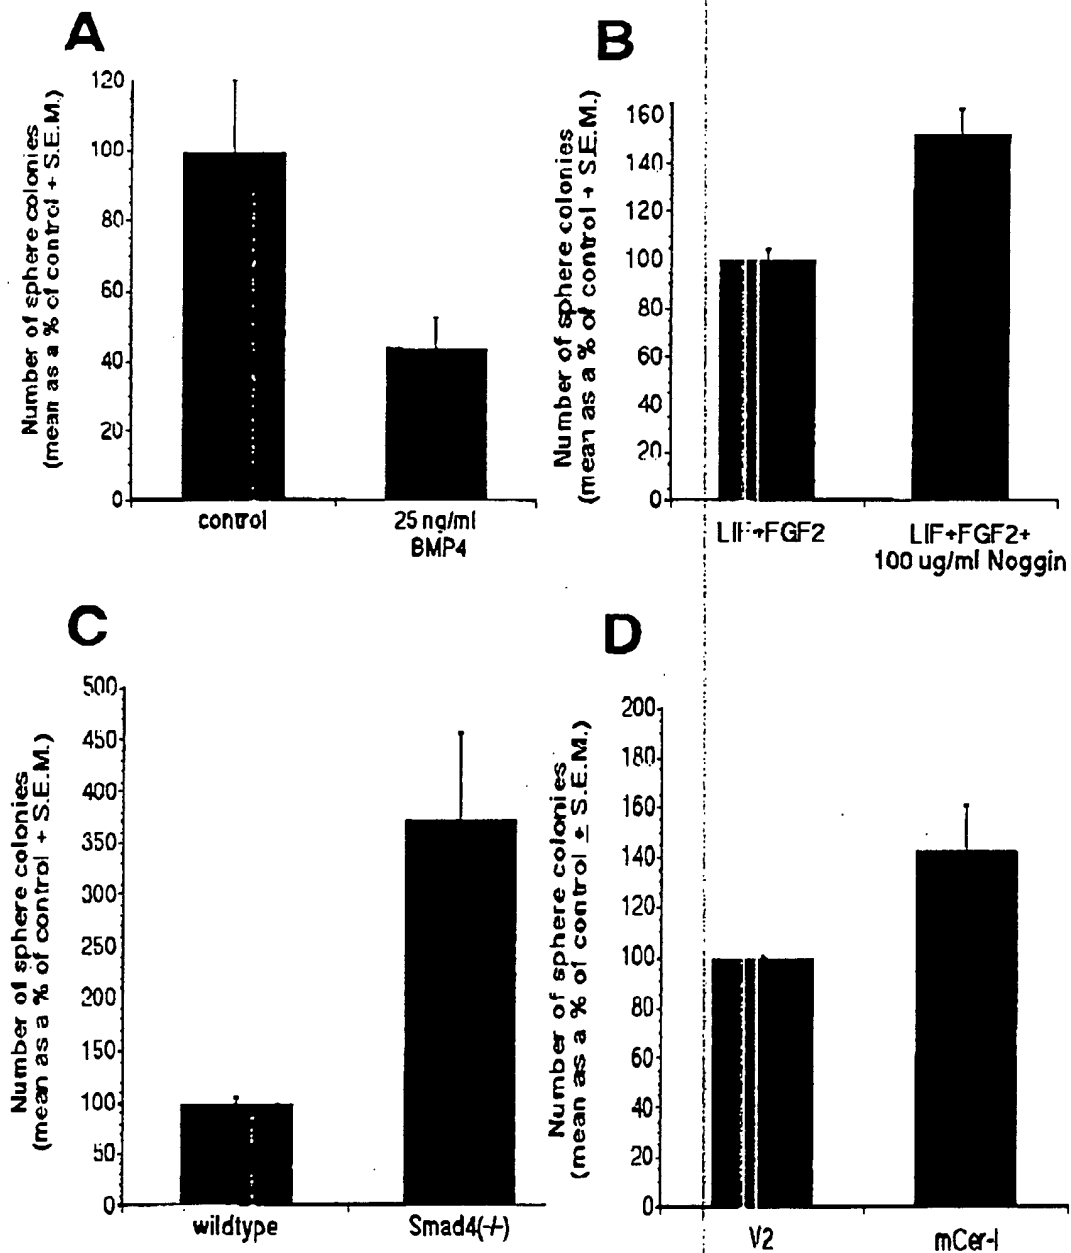 A
Number of sphere colonies
(mean as a % of control + S.E.M.)
120
100
80
60
40
20
0
control
25 ng/ml
BMP4
B
Number of sphere colonies
(mean as a % of control + S.E.M.)
160
140
120
100
80
60
40
20
0
LIF+FGF2
LIF+FGF2+
100 ug/ml Noggin
C
Number of sphere colonies
(mean as a % of control + S.E.M.)
500
450
400
350
300
250
200
150
100
50
0
wildtype
Smad4(-/-)
D
Number of sphere colonies
(mean as a % of control ± S.E.M.)
200
180
160
140
120
100
80
60
40
20
0
V2
mCer-l